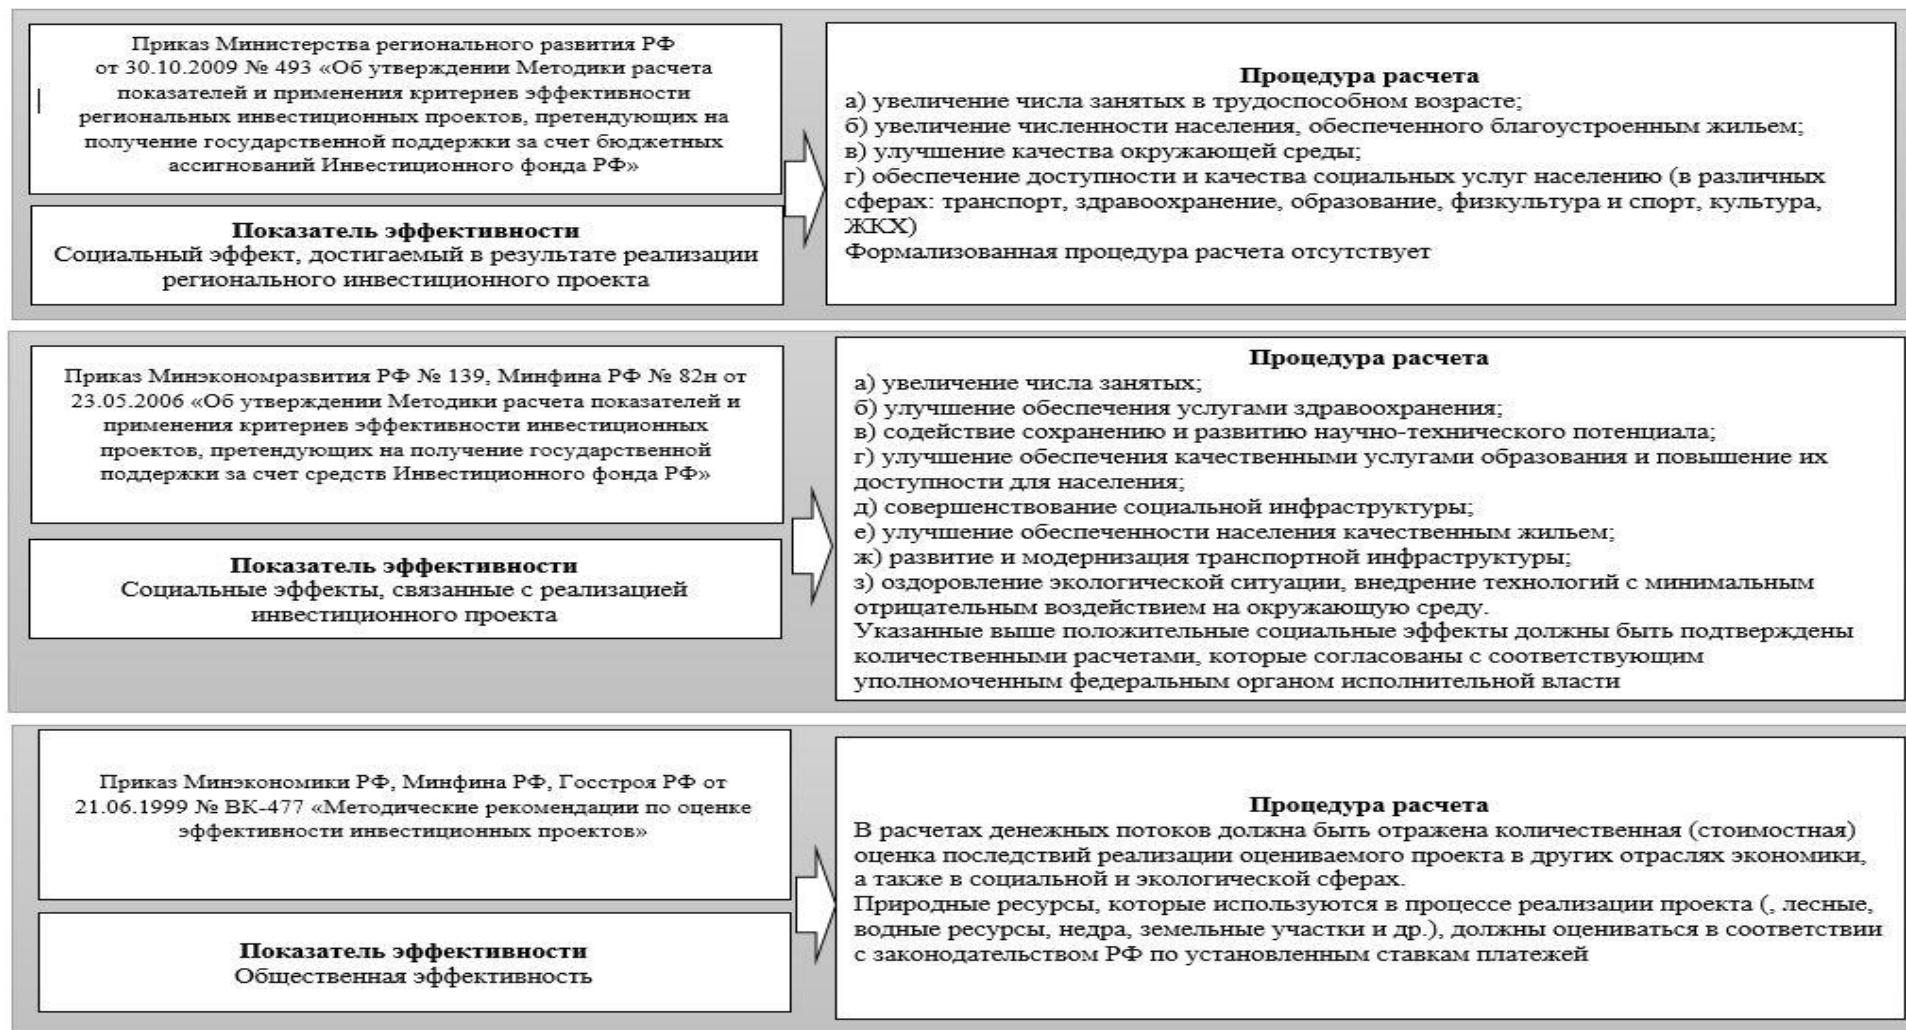 Приказ Министерства регионального развития РФ
от 30.10.2009 № 493 «Об утверждении Методики расчета
показателей и применения критериев эффективности
региональных инвестиционных проектов, претендующих на
получение государственной поддержки за счет бюджетных
ассигнований Инвестиционного фонда РФ»
Показатель эффективности
Социальный эффект, достигаемый в результате реализации
регионального инвестиционного проекта
Процедура расчета
а) увеличение числа занятых в трудоспособном возрасте;
б) увеличение численности населения, обеспеченного благоустроенным жильем;
в) улучшение качества окружающей среды;
г) обеспечение доступности и качества социальных услуг населению (в различных
сферах: транспорт, здравоохранение, образование, физкультура и спорт, культура,
ЖКХ)
Формализованная процедура расчета отсутствует
Приказ Минэкономразвития РФ № 139, Минфина РФ № 82н от
23.05.2006 «Об утверждении Методики расчета показателей и
применения критериев эффективности инвестиционных
проектов, претендующих на получение государственной
поддержки за счет средств Инвестиционного фонда РФ»
Показатель эффективности
Социальные эффекты, связанные с реализацией
инвестиционного проекта
Процедура расчета
а) увеличение числа занятых;
б) улучшение обеспечения услугами здравоохранения;
в) содействие сохранению и развитию научно-технического потенциала;
г) улучшение обеспечения качественными услугами образования и повышение их
доступности для населения;
д) совершенствование социальной инфраструктуры;
е) улучшение обеспеченности населения качественным жильем;
ж) развитие и модернизация транспортной инфраструктуры;
з) оздоровление экологической ситуации, внедрение технологий с минимальным
отрицательным воздействием на окружающую среду.
Указанные выше положительные социальные эффекты должны быть подтверждены
количественными расчетами, которые согласованы с соответствующим
уполномоченным федеральным органом исполнительной власти
Приказ Минэкономики РФ, Минфина РФ, Госстроя РФ от
21.06.1999 № ВК-477 «Методические рекомендации по оценке
эффективности инвестиционных проектов»
Показатель эффективности
Общественная эффективность
Процедура расчета
В расчетах денежных потоков должна быть отражена количественная (стоимостная)
оценка последствий реализации оцениваемого проекта в других отраслях экономики,
а также в социальной и экологической сферах.
Природные ресурсы, которые используются в процессе реализации проекта (, лесные,
водные ресурсы, недра, земельные участки и др.), должны оцениваться в соответствии
с законодательством РФ по установленным ставкам платежей